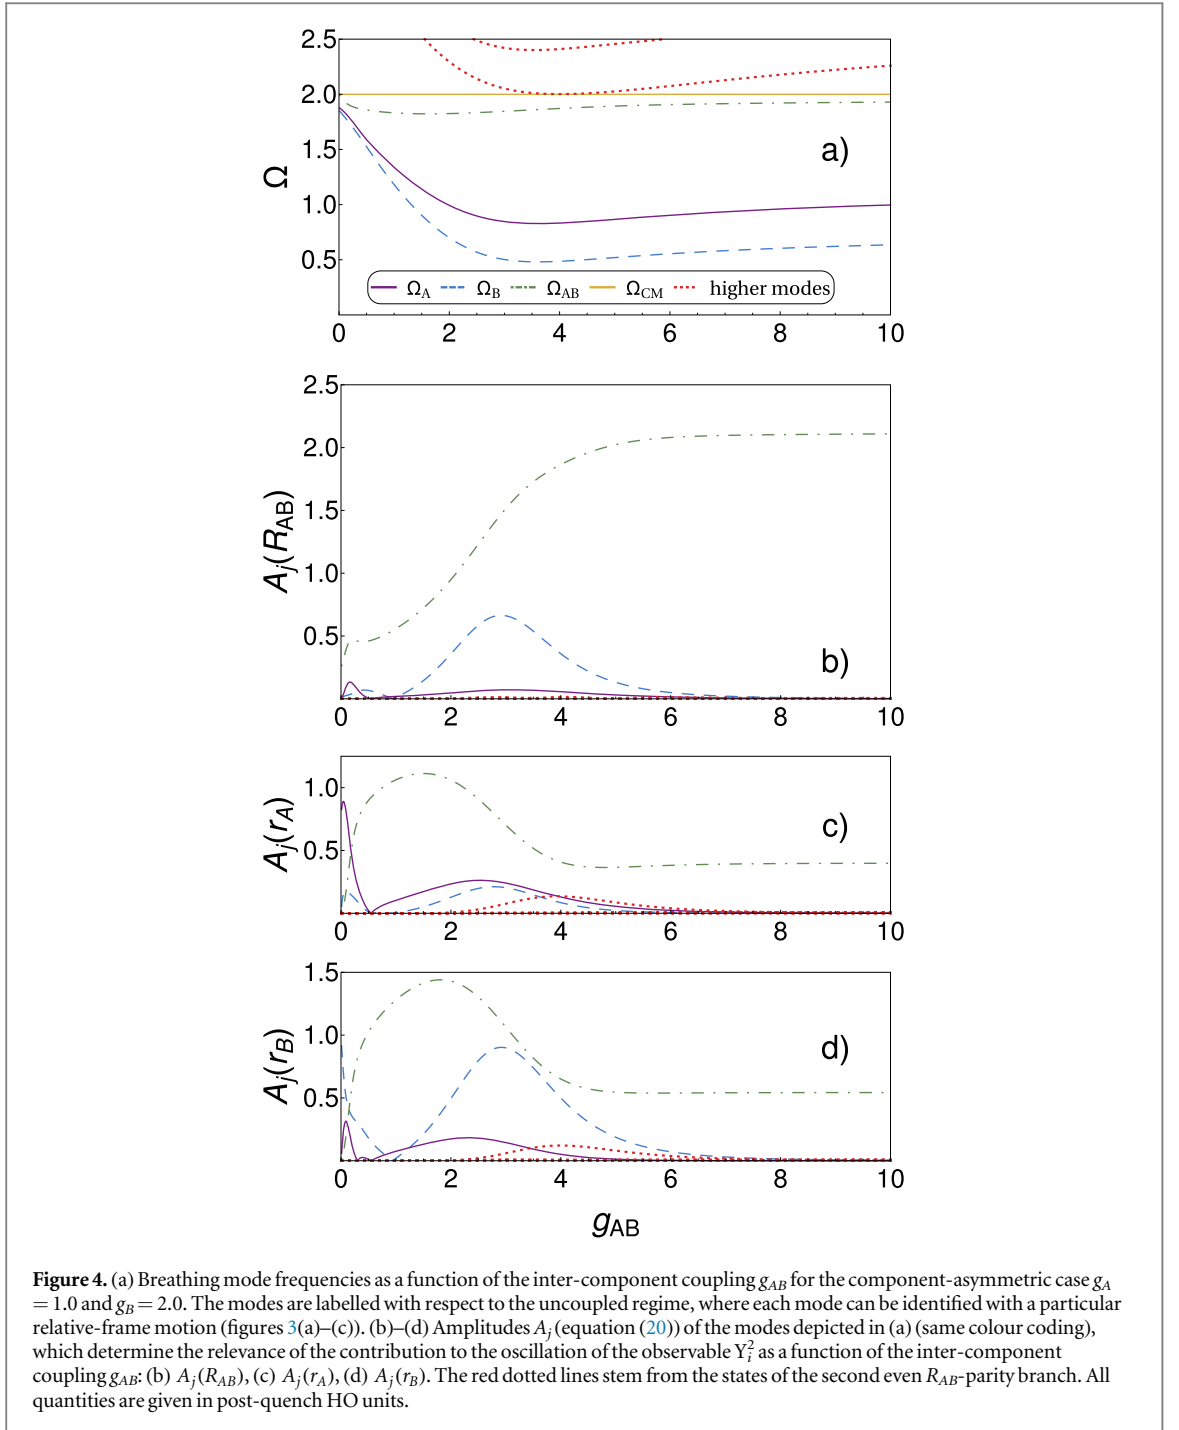 2.5
2.0
1.5
1.0
0.5
Ω
a)
Ω_A Ω_B Ω_AB Ω_CM higher modes
0 2 4 6 8 10
2.5
2.0
1.5
1.0
0.5
A_j(R_AB)
b)
0 2 4 6 8 10
1.0
0.5
A_j(r_A)
c)
0 2 4 6 8 10
1.5
1.0
0.5
A_j(r_B)
d)
0 2 4 6 8 10
g_AB
Figure 4. (a) Breathing mode frequencies as a function of the inter-component coupling g_AB for the component-asymmetric case g_A
= 1.0 and g_B = 2.0. The modes are labelled with respect to the uncoupled regime, where each mode can be identified with a particular
relative-frame motion (figures 3(a)–(c)). (b)–(d) Amplitudes A_j (equation (20)) of the modes depicted in (a) (same colour coding),
which determine the relevance of the contribution to the oscillation of the observable Υ_i^2 as a function of the inter-component
coupling g_AB: (b) A_j(R_AB), (c) A_j(r_A), (d) A_j(r_B). The red dotted lines stem from the states of the second even R_AB-parity branch. All
quantities are given in post-quench HO units.